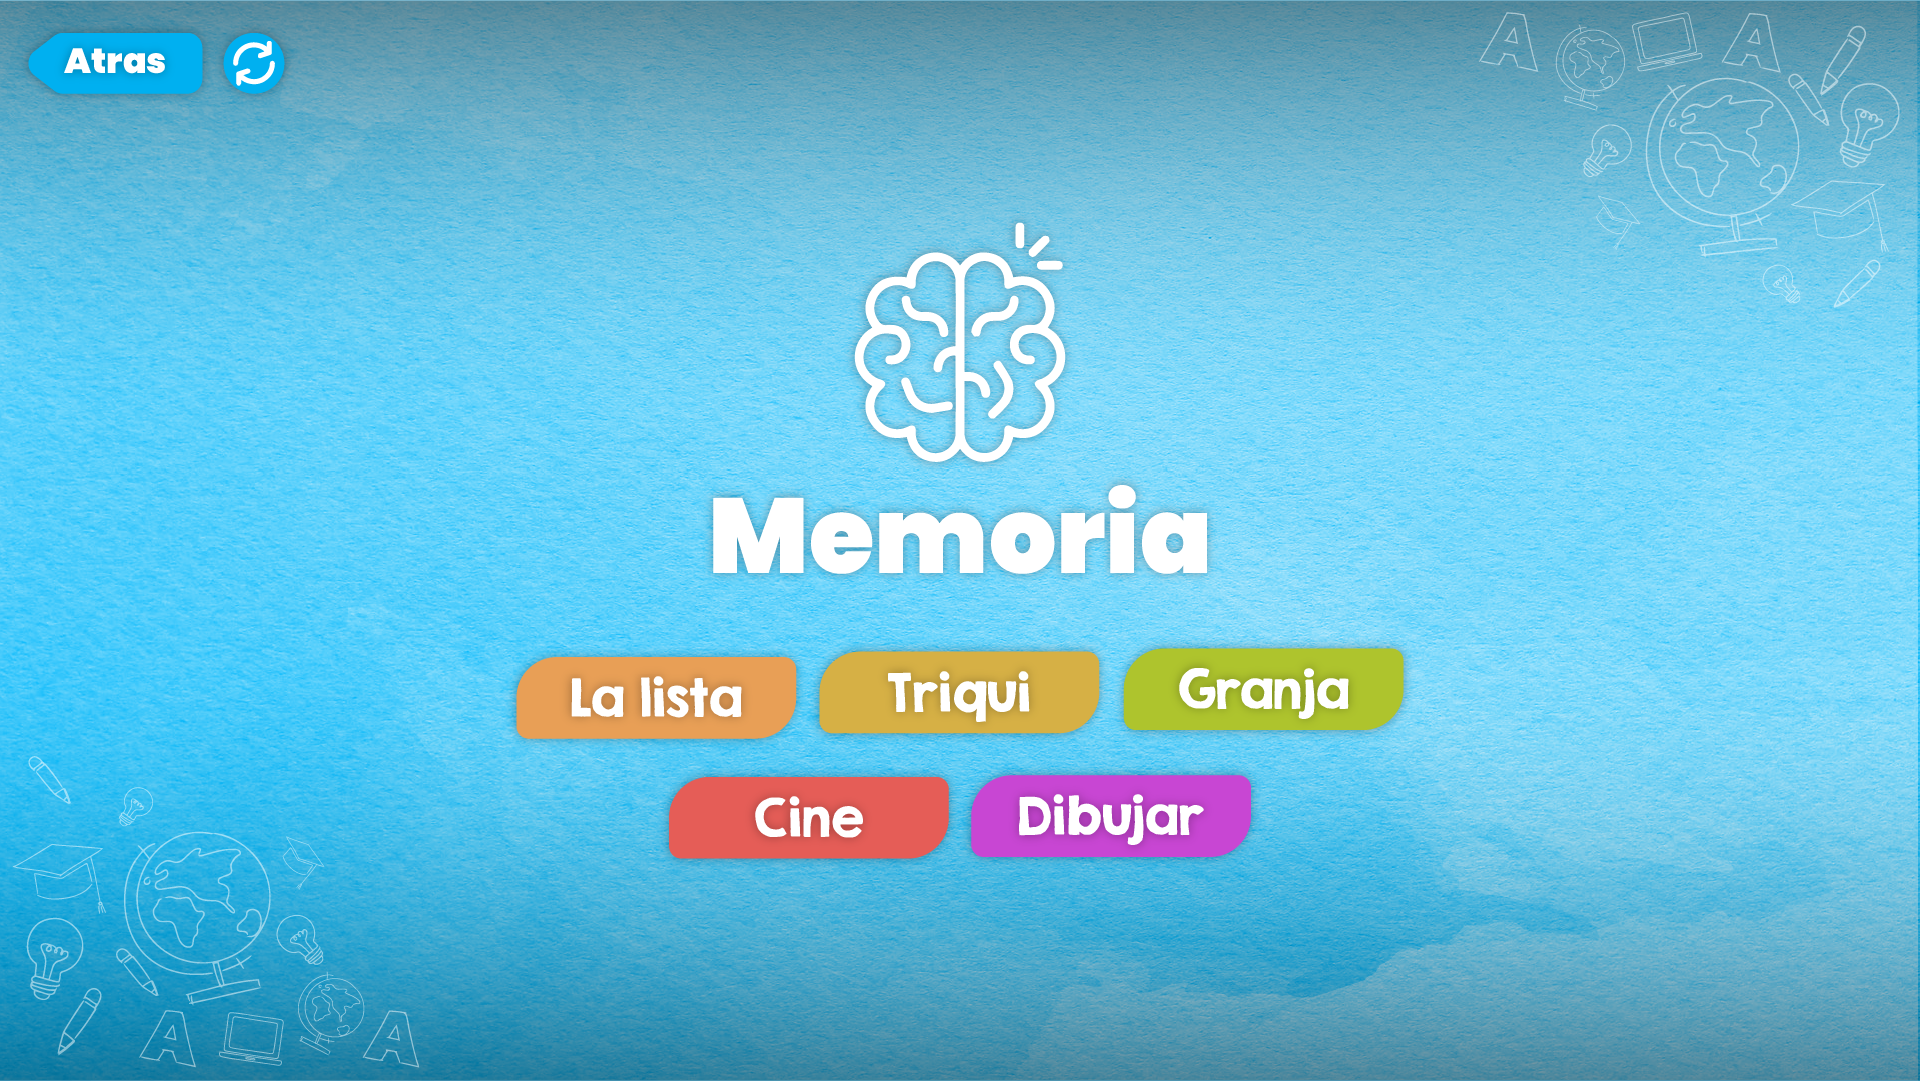 Atras
Memoria
La lista
Triqui
Granja
Cine
Dibujar